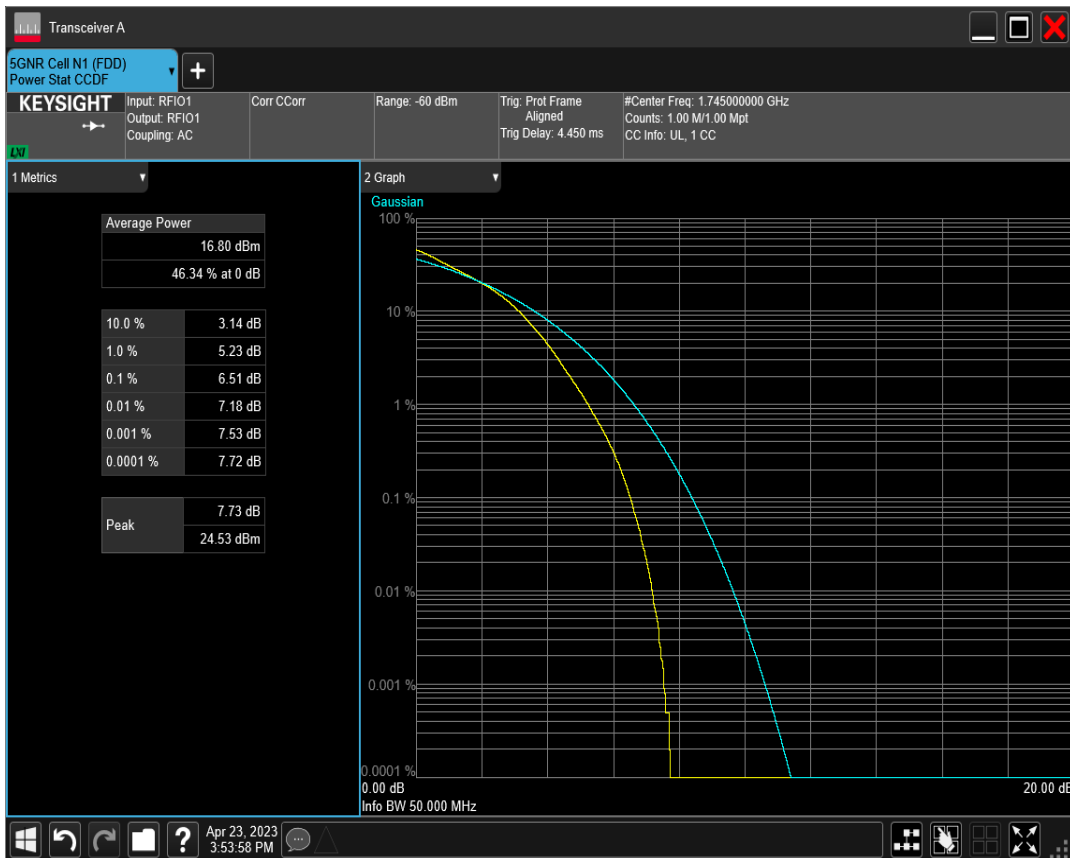 Transceiver A
5GNR Cell N1 (FDD)
Power Stat CCDF
+
KEYSIGHT
LXI
Input: RFIO1
Output: RFIO1
Coupling: AC
Corr CCorr
Range: -60 dBm
Trig: Prot Frame
Aligned
Trig Delay: 4.450 ms
#Center Freq: 1.745000000 GHz
Counts: 1.00 M/1.00 Mpt
CC Info: UL, 1 CC
1 Metrics
Average Power
16.80 dBm
46.34 % at 0 dB
10.0 % 3.14 dB
1.0 % 5.23 dB
0.1 % 6.51 dB
0.01 % 7.18 dB
0.001 % 7.53 dB
0.0001 % 7.72 dB
Peak
7.73 dB
24.53 dBm
2 Graph
Gaussian
100 %
10 %
1 %
0.1 %
0.01 %
0.001 %
0.0001 %
0.00 dB 20.00 dB
Info BW 50.000 MHz
?
Apr 23, 2023
3:53:58 PM